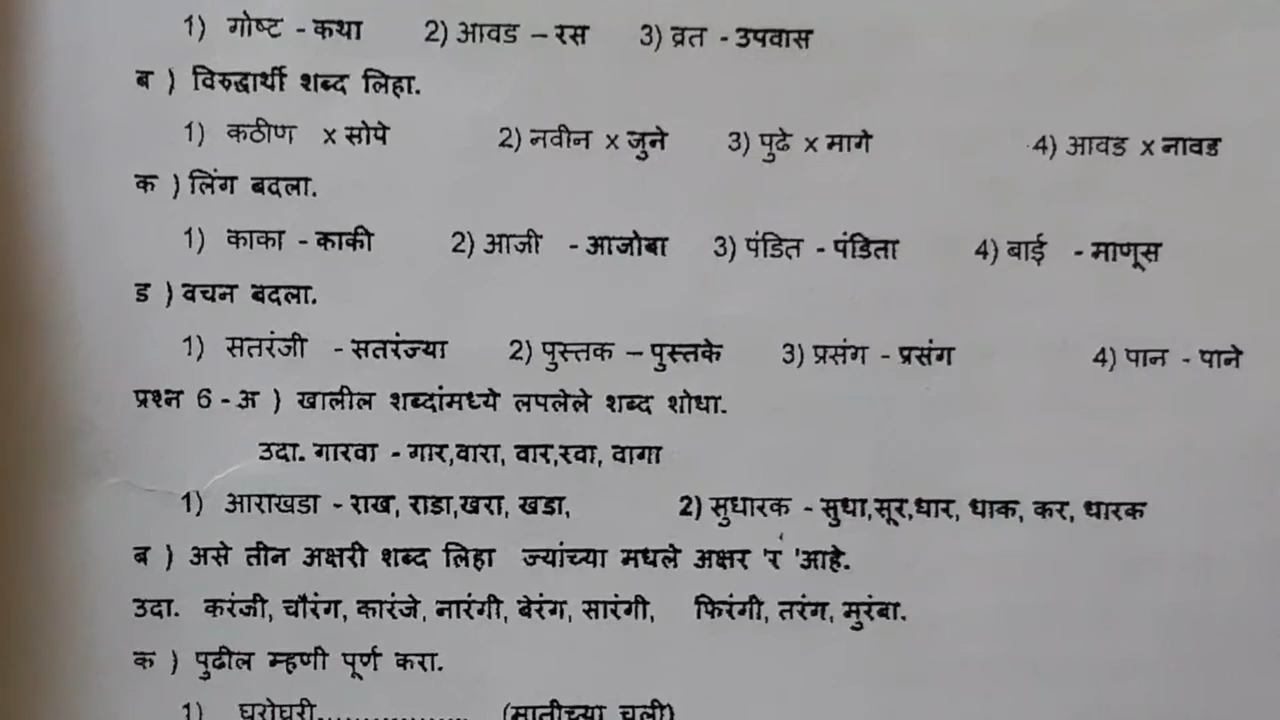 1) गोष्ट - कथा 2) आवड – रस 3) व्रत - उपवास
ब ) विरुद्धार्थी शब्द लिहा.
1) कठीण x सोपे 2) नवीन x जुने 3) पुढे x मागे 4) आवड x नावड
क ) लिंग बदला.
1) काका - काकी 2) आजी - आजोबा 3) पंडित - पंडिता 4) बाई - माणूस
ड ) वचन बदला.
1) सतरंजी - सतरंज्या 2) पुस्तक – पुस्तके 3) प्रसंग - प्रसंग 4) पान - पाने
प्रश्न 6 - अ ) खालील शब्दांमध्ये लपलेले शब्द शोधा.
उदा. गारवा - गार,वारा, वार,रवा, वागा
1) आराखडा - राख, राडा,खरा, खडा, 2) सुधारक - सुधा,सूर,धार, धाक, कर, धारक
ब ) असे तीन अक्षरी शब्द लिहा ज्यांच्या मधले अक्षर 'रं 'आहे.
उदा. करंजी, चौरंग, कारंजे, नारंगी, बेरंग, सारंगी, फिरंगी, तरंग, मुरंबा.
क ) पुढील म्हणी पूर्ण करा.
1) घरोघरी.................. (मातीच्या चुली)